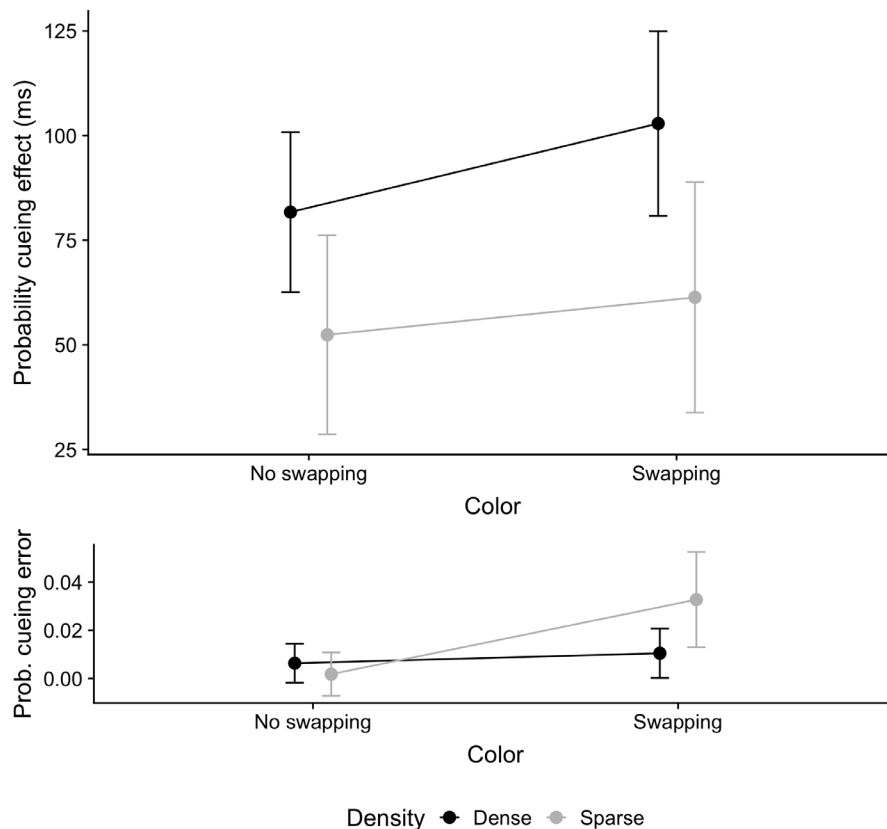 Probability cueing effect (ms)
125
100
75
50
25
No swapping
Swapping
Color
Prob. cueing error
0.04
0.02
0.00
No swapping
Swapping
Color
Density Dense Sparse